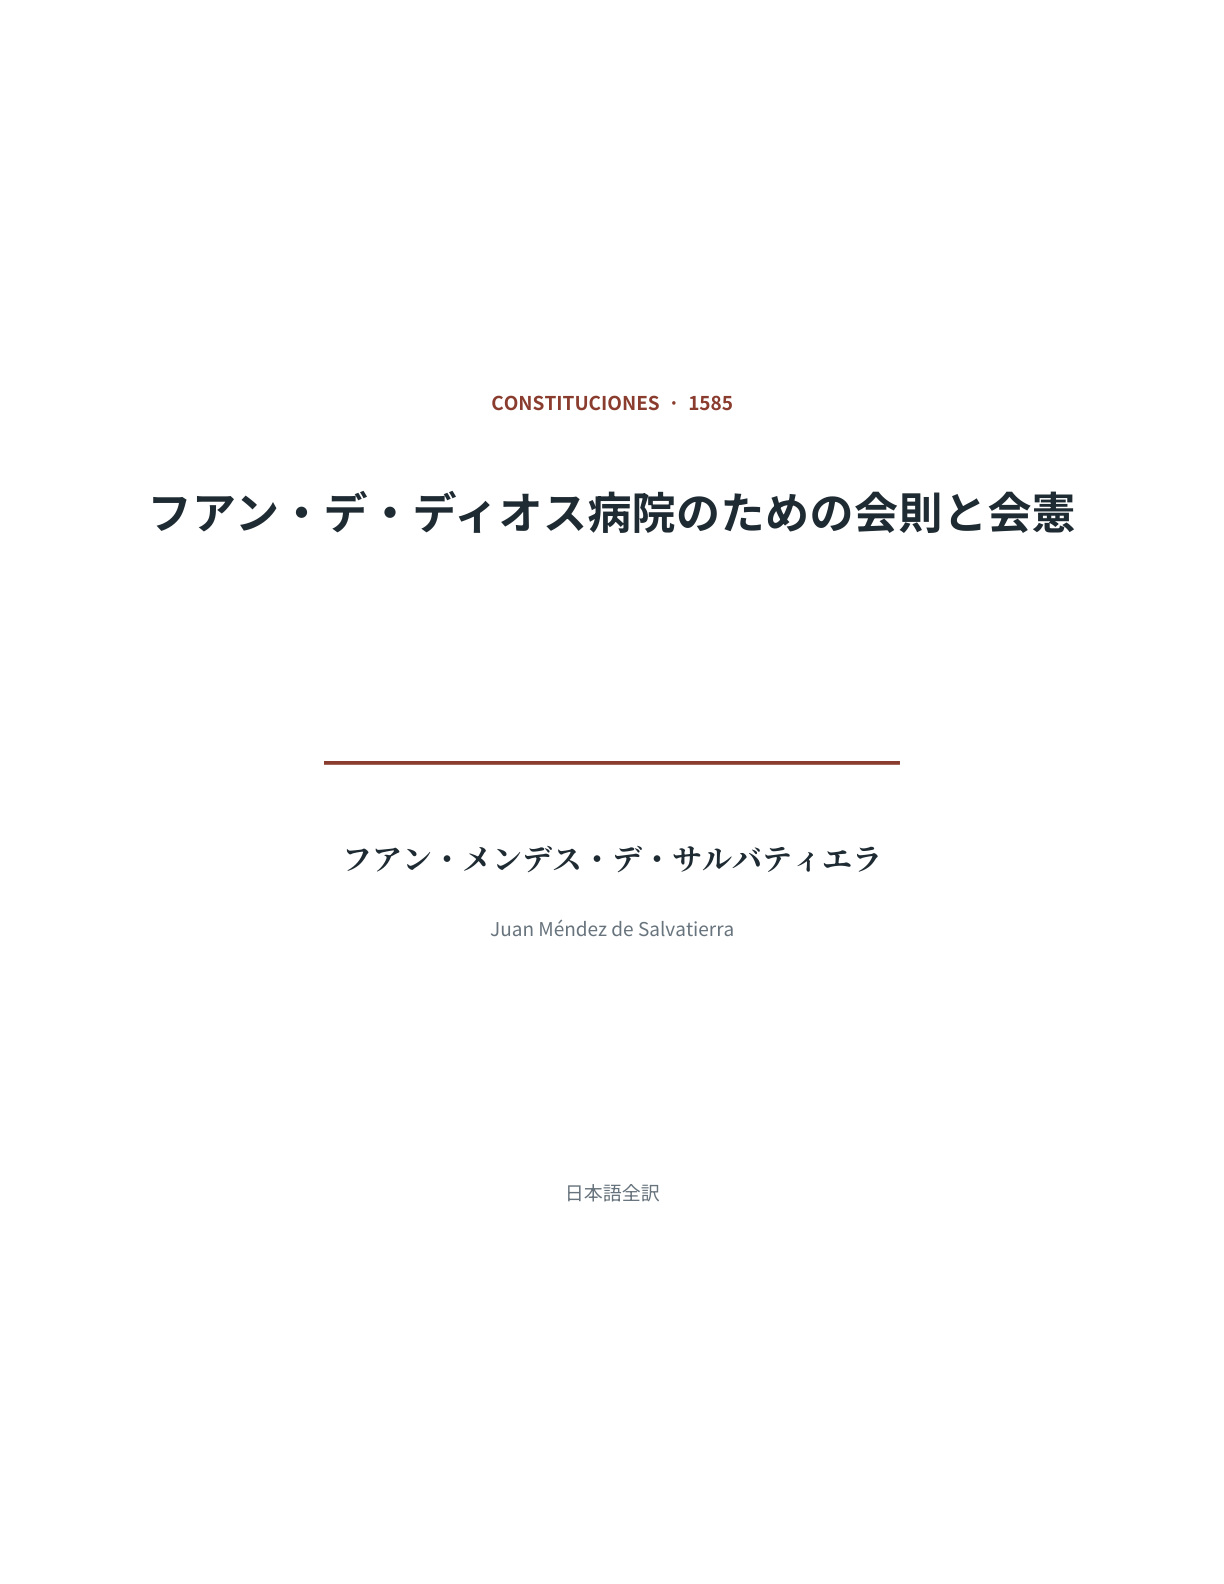 CONSTITUCIONES · 1585
フアン・デ・ディオス病院のための会則と会憲
フアン・メンデス・デ・サルバティエラ
Juan Méndez de Salvatierra
日本語全訳